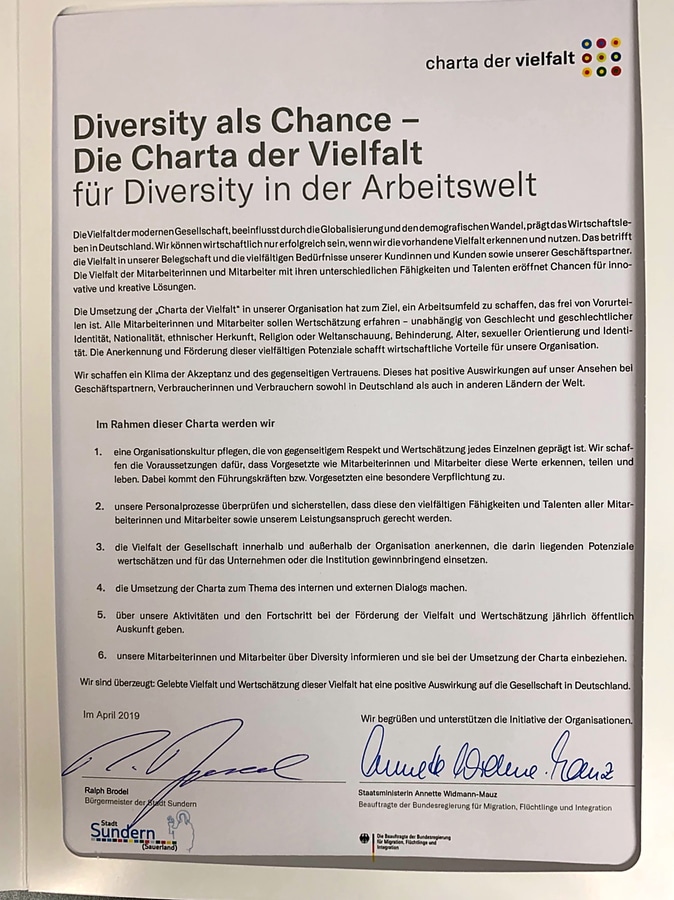 charta der vielfalt
Diversity als Chance –
Die Charta der Vielfalt
für Diversity in der Arbeitswelt
Die Vielfalt der modernen Gesellschaft, beeinflusst durch die Globalisierung und den demografischen Wandel, prägt das Wirtschaftsle-
ben in Deutschland. Wir können wirtschaftlich nur erfolgreich sein, wenn wir die vorhandene Vielfalt erkennen und nutzen. Das betrifft
die Vielfalt in unserer Belegschaft und die vielfältigen Bedürfnisse unserer Kundinnen und Kunden sowie unserer Geschäftspartner.
Die Vielfalt der Mitarbeiterinnen und Mitarbeiter mit ihren unterschiedlichen Fähigkeiten und Talenten eröffnet Chancen für inno-
vative und kreative Lösungen.
Die Umsetzung der „Charta der Vielfalt" in unserer Organisation hat zum Ziel, ein Arbeitsumfeld zu schaffen, das frei von Vorurtei-
len ist. Alle Mitarbeiterinnen und Mitarbeiter sollen Wertschätzung erfahren – unabhängig von Geschlecht und geschlechtlicher
Identität, Nationalität, ethnischer Herkunft, Religion oder Weltanschauung, Behinderung, Alter, sexueller Orientierung und Identi-
tät. Die Anerkennung und Förderung dieser vielfältigen Potenziale schafft wirtschaftliche Vorteile für unsere Organisation.
Wir schaffen ein Klima der Akzeptanz und des gegenseitigen Vertrauens. Dieses hat positive Auswirkungen auf unser Ansehen bei
Geschäftspartnern, Verbraucherinnen und Verbrauchern sowohl in Deutschland als auch in anderen Ländern der Welt.
Im Rahmen dieser Charta werden wir
1. eine Organisationskultur pflegen, die von gegenseitigem Respekt und Wertschätzung jedes Einzelnen geprägt ist. Wir schaf-
fen die Voraussetzungen dafür, dass Vorgesetzte wie Mitarbeiterinnen und Mitarbeiter diese Werte erkennen, teilen und
leben. Dabei kommt den Führungskräften bzw. Vorgesetzten eine besondere Verpflichtung zu.
2. unsere Personalprozesse überprüfen und sicherstellen, dass diese den vielfältigen Fähigkeiten und Talenten aller Mitar-
beiterinnen und Mitarbeiter sowie unserem Leistungsanspruch gerecht werden.
3. die Vielfalt der Gesellschaft innerhalb und außerhalb der Organisation anerkennen, die darin liegenden Potenziale
wertschätzen und für das Unternehmen oder die Institution gewinnbringend einsetzen.
4. die Umsetzung der Charta zum Thema des internen und externen Dialogs machen.
5. über unsere Aktivitäten und den Fortschritt bei der Förderung der Vielfalt und Wertschätzung jährlich öffentlich
Auskunft geben.
6. unsere Mitarbeiterinnen und Mitarbeiter über Diversity informieren und sie bei der Umsetzung der Charta einbeziehen.
Wir sind überzeugt: Gelebte Vielfalt und Wertschätzung dieser Vielfalt hat eine positive Auswirkung auf die Gesellschaft in Deutschland.
Im April 2019
Wir begrüßen und unterstützen die Initiative der Organisationen.
Ralph Brodel
Bürgermeister der Stadt Sundern
Staatsministerin Annette Widmann-Mauz
Beauftragte der Bundesregierung für Migration, Flüchtlinge und Integration
Stadt
Sundern
(Sauerland)
Die Beauftragte der Bundesregierung
für Migration, Flüchtlinge und
Integration